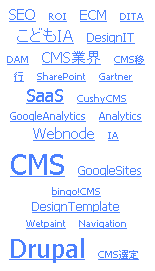 SEO ROI ECM DITA
こどもIA DesignIT
DAM CMS業界 CMS移
行 SharePoint Gartner
SaaS CushyCMS
GoogleAnalytics Analytics
Webnode IA
CMS GoogleSites
bingo!CMS
DesignTemplate
Wetpaint Navigation
Drupal CMS選定